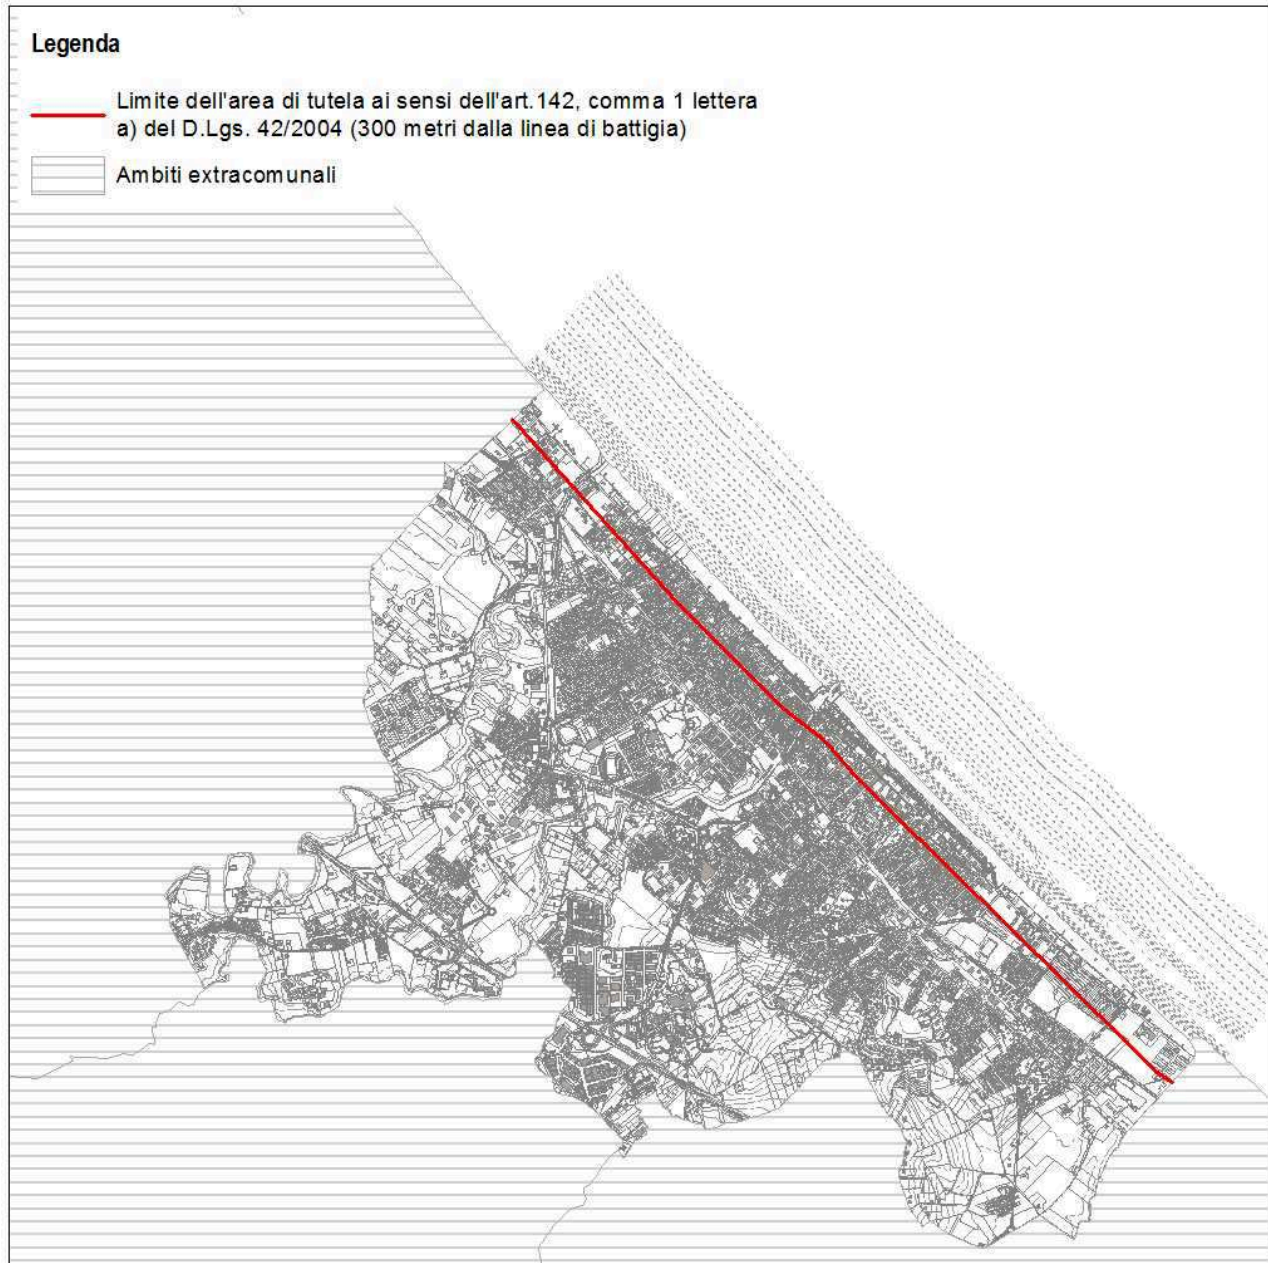 Legenda
Limite dell'area di tutela ai sensi dell'art.142, comma 1 lettera
a) del D.Lgs. 42/2004 (300 metri dalla linea di battigia)
Ambiti extracomunali